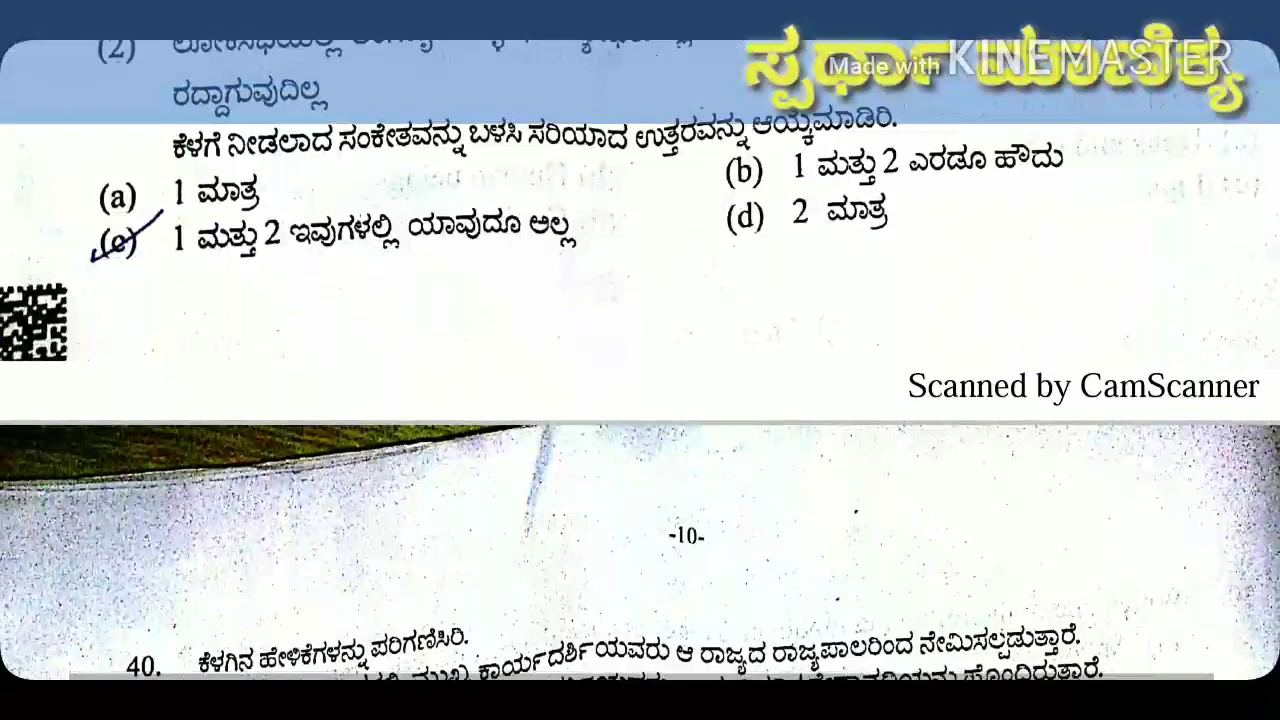 (2) ಲೋಕಸಭೆಯಲ್ಲಿ
ರದ್ದಾಗುವುದಿಲ್ಲ
ಸ್ಪರ್ಧಾ
Made with KINEMASTER
ಕೆಳಗೆ ನೀಡಲಾದ ಸಂಕೇತವನ್ನು ಬಳಸಿ ಸರಿಯಾದ ಉತ್ತರವನ್ನು ಆಯ್ಕೆಮಾಡಿರಿ.
(a) 1 ಮಾತ್ರ (b) 1 ಮತ್ತು 2 ಎರಡೂ ಹೌದು
(c) 1 ಮತ್ತು 2 ಇವುಗಳಲ್ಲಿ ಯಾವುದೂ ಅಲ್ಲ (d) 2 ಮಾತ್ರ
Scanned by CamScanner
-10-
40. ಕೆಳಗಿನ ಹೇಳಿಕೆಗಳನ್ನು ಪರಿಗಣಿಸಿರಿ.
ಮುಖ್ಯ ಕಾರ್ಯದರ್ಶಿಯವರು ಆ ರಾಜ್ಯದ ರಾಜ್ಯಪಾಲರಿಂದ ನೇಮಿಸಲ್ಪಡುತ್ತಾರೆ.
ಹೊಂದಿರುತ್ತಾರೆ.